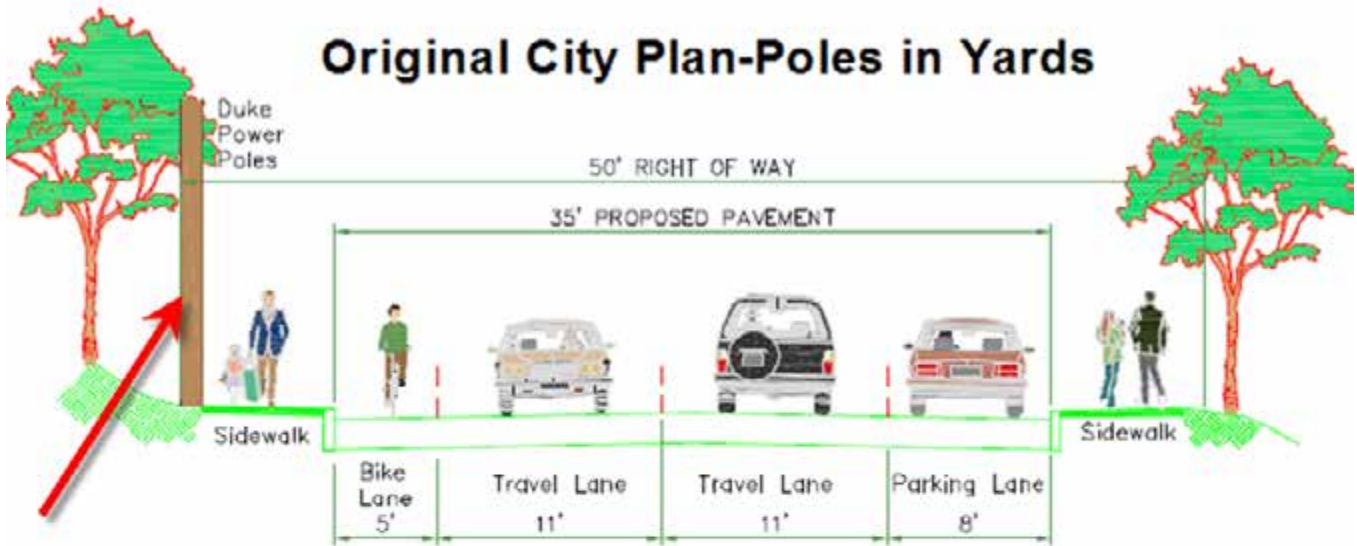 Original City Plan-Poles in Yards
Duke
Power
Poles
50' RIGHT OF WAY
35' PROPOSED PAVEMENT
Sidewalk
Sidewalk
Bike
Lane
5'
Travel Lane
11'
Travel Lane
11'
Parking Lane
8'